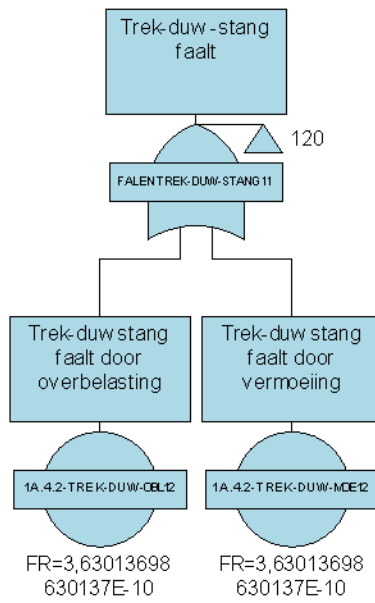 Trek-duw-stang
faalt
120
FALENTREK-DUW-STANG11
Trek-duw stang
faalt door
overbelasting
Trek-duw stang
faalt door
vermoeiing
1A.4.2-TREK-DUW-OBL12
1A.4.2-TREK-DUW-MOE12
FR=3,63013698
630137E-10
FR=3,63013698
630137E-10